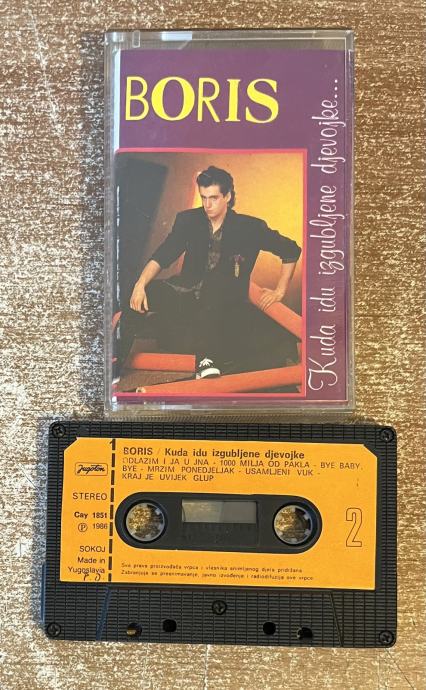 BORIS
Kuda idu izgubljene djevojke...
Jugoton
1
BORIS / Kuda idu izgubljene djevojke
ODLAZIM I JA U JNA - 1000 MILJA OD PAKLA - BYE BABY,
BYE - MRZIM PONEDJELJAK - USAMLJENI VUK -
KRAJ JE UVIJEK GLUP
STEREO
Cay 1851
Ⓟ 1986
SOKOJ
Made in
Yugoslavia
2
Sva prava proizvođača vrpce i vlasnika snimljenog djela pridržana
Zabranjuje se presnimavanje, javno izvođenje i radiodifuzija ove vrpce